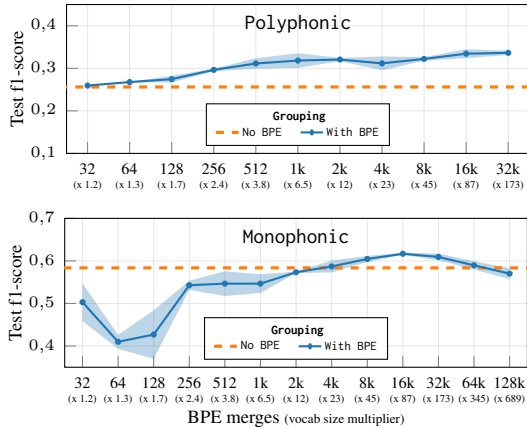 Polyphonic
Test f1-score
0,4
0,3
0,2
0,1
Grouping
No BPE With BPE
32 64 128 256 512 1k 2k 4k 8k 16k 32k
(x 1.2) (x 1.3) (x 1.7) (x 2.4) (x 3.8) (x 6.5) (x 12) (x 23) (x 45) (x 87) (x 173)
Monophonic
Test f1-score
0,7
0,6
0,5
0,4
Grouping
No BPE With BPE
32 64 128 256 512 1k 2k 4k 8k 16k 32k 64k 128k
(x 1.2) (x 1.3) (x 1.7) (x 2.4) (x 3.8) (x 6.5) (x 12) (x 23) (x 45) (x 87) (x 173) (x 345) (x 689)
BPE merges (vocab size multiplier)